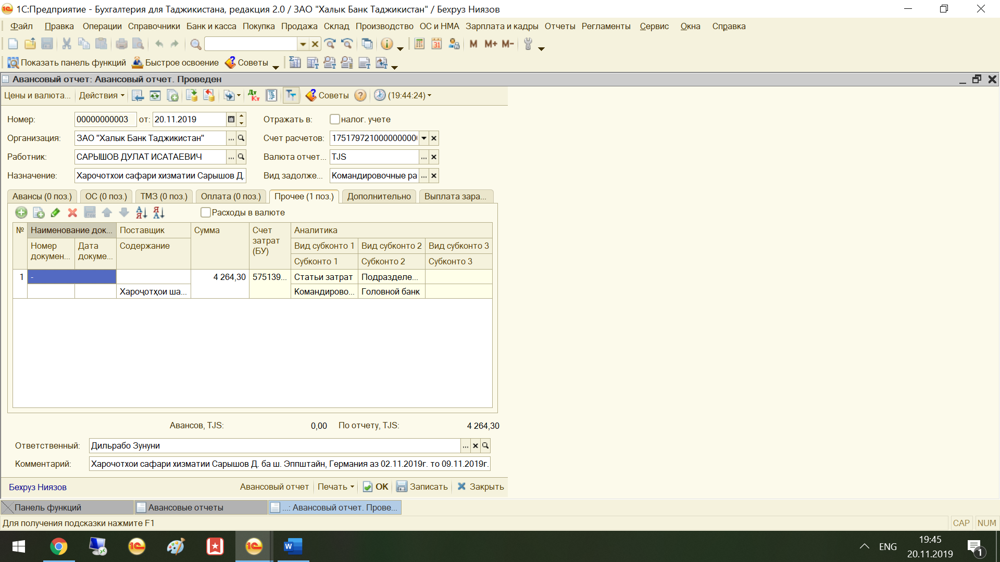 1С:Предприятие - Бухгалтерия для Таджикистана, редакция 2.0 / ЗАО "Халык Банк Таджикистан" / Бехруз Ниязов
Файл Правка Операции Справочники Банк и касса Покупка Продажа Склад Производство ОС и НМА Зарплата и кадры Отчеты Регламенты Сервис Окна Справка
M M+ M-
Показать панель функций Быстрое освоение Советы
Авансовый отчет: Авансовый отчет. Проведен
Цены и валюта... Действия Дт Кт Советы (19:44:24)
Номер: 00000000003 от: 20.11.2019 Отражать в: налог. учете
Организация: ЗАО "Халык Банк Таджикистан" ... Счет расчетов:
Работник: САРЫШОВ ДУЛАТ ИСАТАЕВИЧ ... Валюта отчет... TJS ...
Назначение: Харочотхои сафари хизматии Сарышов Д. Вид задолже... Командировочные ра ...
Авансы (0 поз.) ОС (0 поз.) ТМЗ (0 поз.) Оплата (0 поз.) Прочее (1 поз.) Дополнительно Выплата зара...
Расходы в валюте
№ Наименование док... Поставщик Сумма Счет затрат (БУ) Аналитика
Номер докумен... Дата докуме... Содержание Вид субконто 1 Вид субконто 2 Вид субконто 3
Субконто 1 Субконто 2 Субконто 3
1 - 4 264,30 575139... Статьи затрат Подразделе...
Хароҷотҳои ша... Командирово... Головной банк
Авансов, TJS: 0,00 По отчету, TJS: 4 264,30
Ответственный: Дильрабо Зунуни ...
Комментарий: Харочотхои сафари хизматии Сарышов Д. ба ш. Эппштайн, Германия аз 02.11.2019г. то 09.11.2019г.
Бехруз Ниязов Авансовый отчет Печать OK Записать Закрыть
Панель функций Авансовые отчеты ...: Авансовый отчет. Прове...
Для получения подсказки нажмите F1 CAP NUM
ENG 19:45
20.11.2019 1